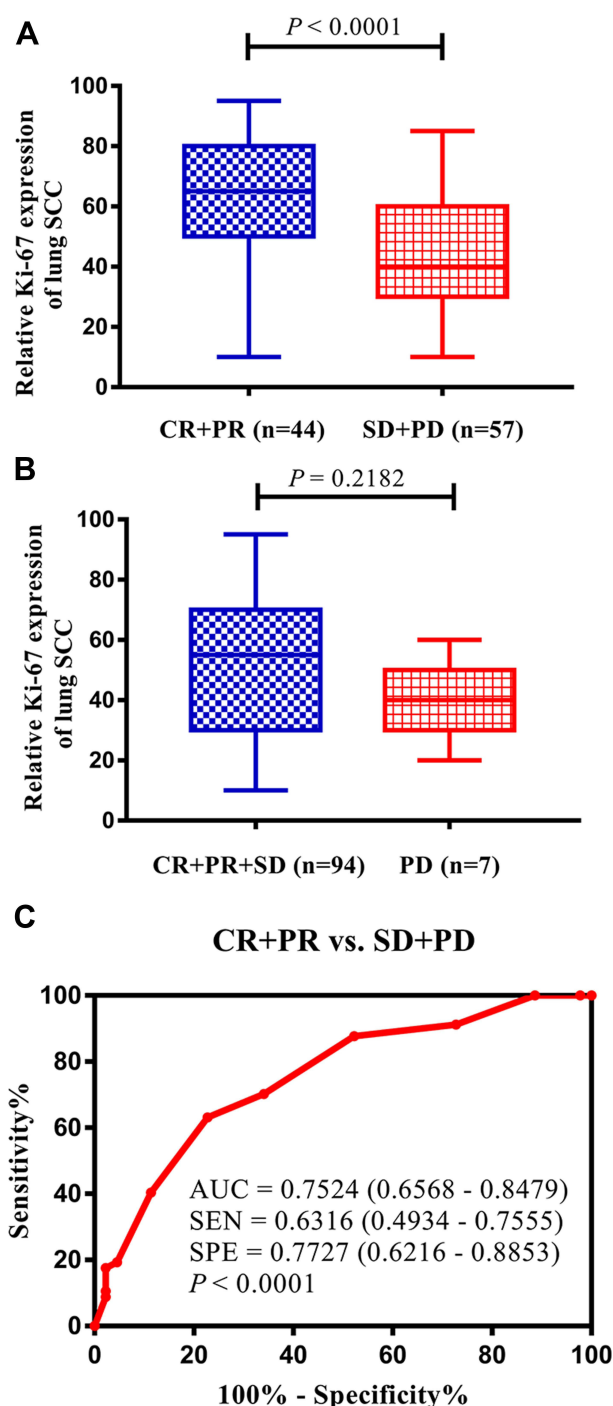 A
P < 0.0001
Relative Ki-67 expression
of lung SCC
100
80
60
40
20
0
CR+PR (n=44) SD+PD (n=57)
B
P = 0.2182
Relative Ki-67 expression
of lung SCC
100
80
60
40
20
0
CR+PR+SD (n=94) PD (n=7)
C
CR+PR vs. SD+PD
Sensitivity%
100
80
60
40
20
0
AUC = 0.7524 (0.6568 - 0.8479)
SEN = 0.6316 (0.4934 - 0.7555)
SPE = 0.7727 (0.6216 - 0.8853)
P < 0.0001
0 20 40 60 80 100
100% - Specificity%